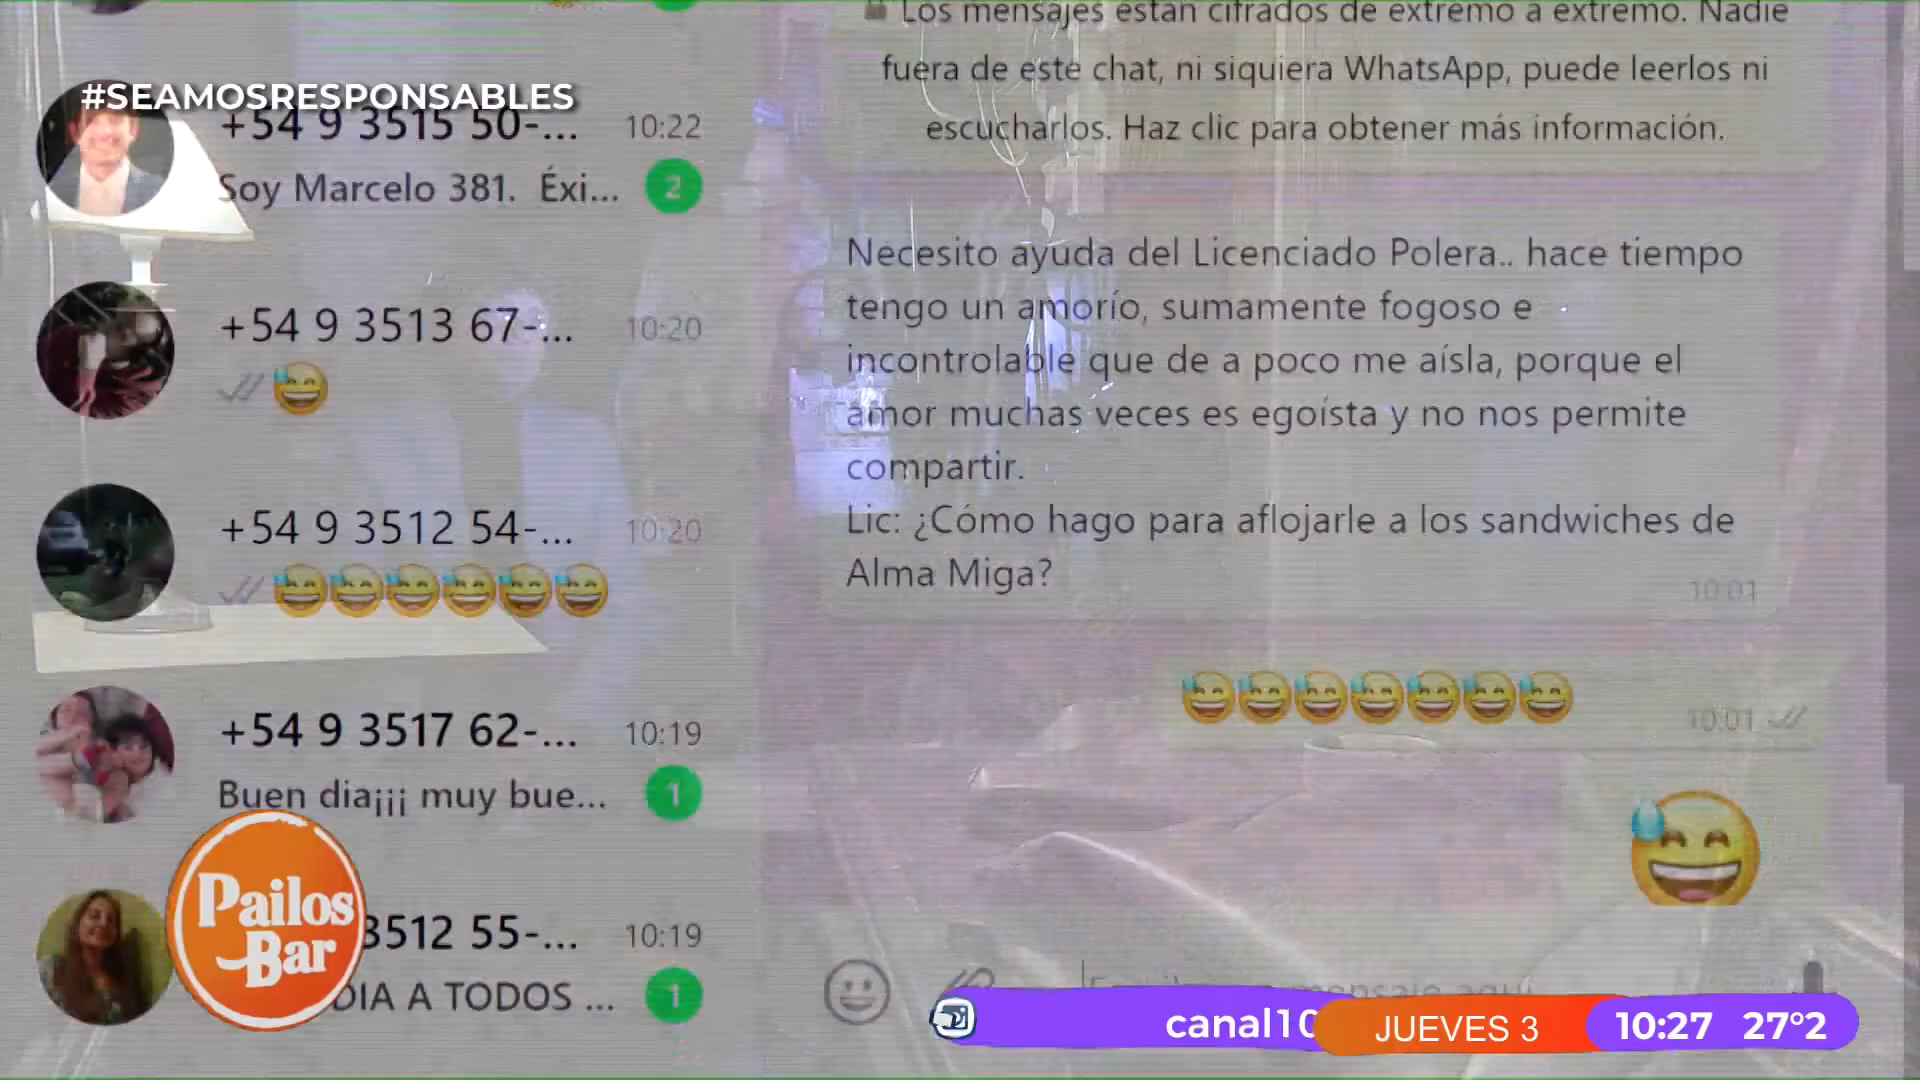 #SEAMOSRESPONSABLES
+54 9 3515 50-... 10:22
Soy Marcelo 381. Éxi... 2
+54 9 3513 67-... 10:20
+54 9 3512 54-... 10:20
+54 9 3517 62-... 10:19
Buen dia¡¡¡ muy bue... 1
3512 55-... 10:19
DIA A TODOS ... 1
Pailos
Bar
Los mensajes están cifrados de extremo a extremo. Nadie
fuera de este chat, ni siquiera WhatsApp, puede leerlos ni
escucharlos. Haz clic para obtener más información.
Necesito ayuda del Licenciado Polera.. hace tiempo
tengo un amorío, sumamente fogoso e
incontrolable que de a poco me aísla, porque el
amor muchas veces es egoísta y no nos permite
compartir.
Lic: ¿Cómo hago para aflojarle a los sandwiches de
Alma Miga?
10:01
10:01
mensaje aquí
canal10
JUEVES 3
10:27 27°2